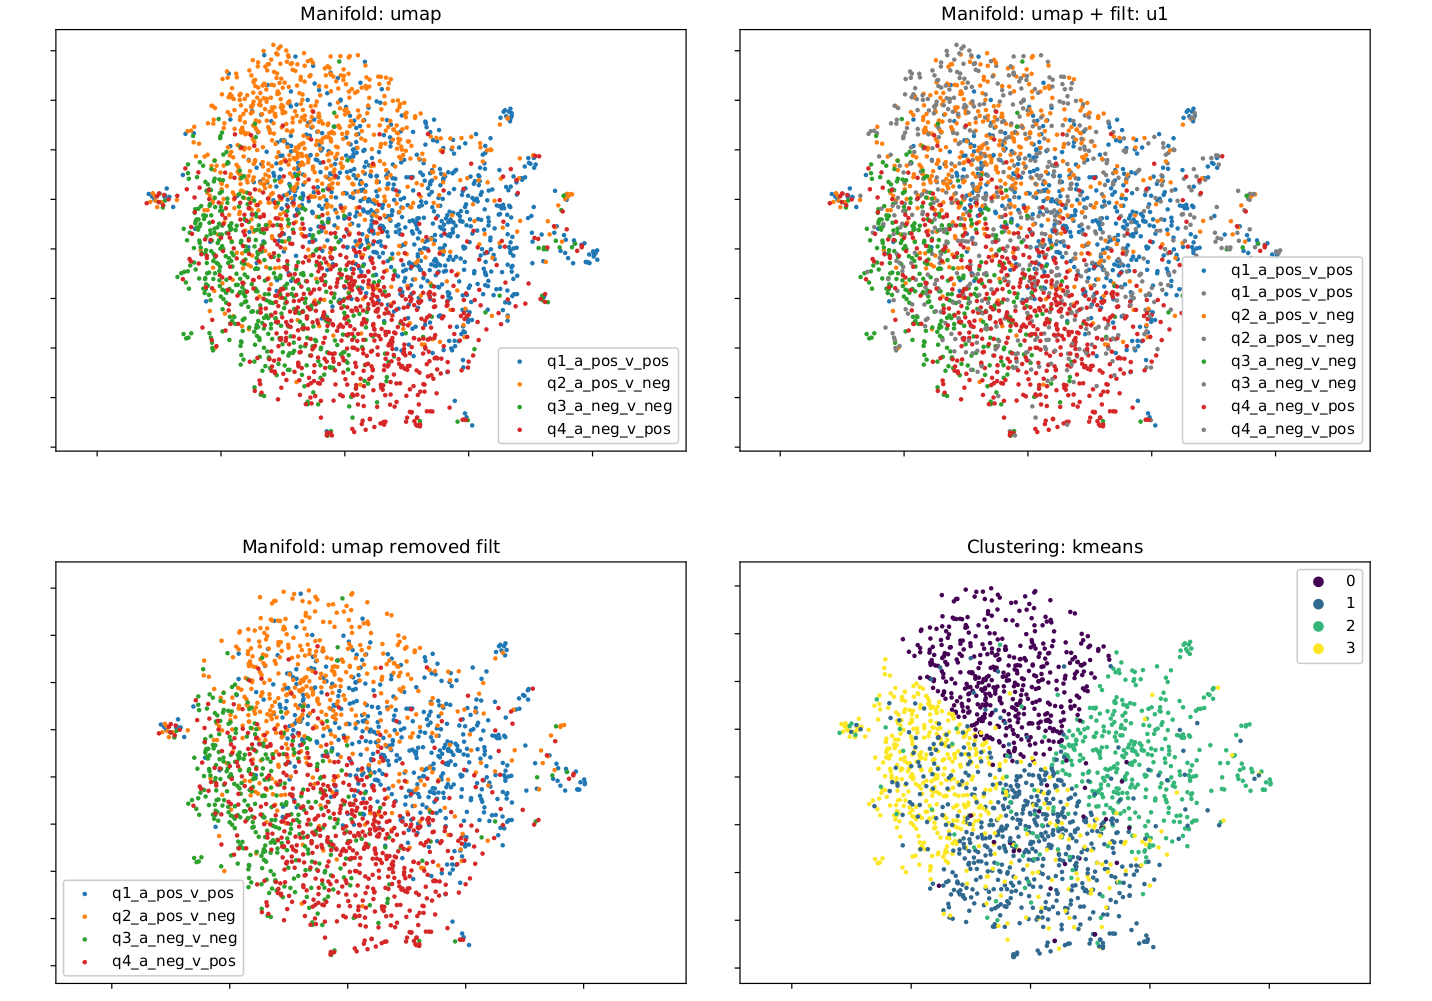 Manifold: umap
q1_a_pos_v_pos
q2_a_pos_v_neg
q3_a_neg_v_neg
q4_a_neg_v_pos
Manifold: umap + filt: u1
q1_a_pos_v_pos
q1_a_pos_v_pos
q2_a_pos_v_neg
q2_a_pos_v_neg
q3_a_neg_v_neg
q3_a_neg_v_neg
q4_a_neg_v_pos
q4_a_neg_v_pos
Manifold: umap removed filt
q1_a_pos_v_pos
q2_a_pos_v_neg
q3_a_neg_v_neg
q4_a_neg_v_pos
Clustering: kmeans
0
1
2
3